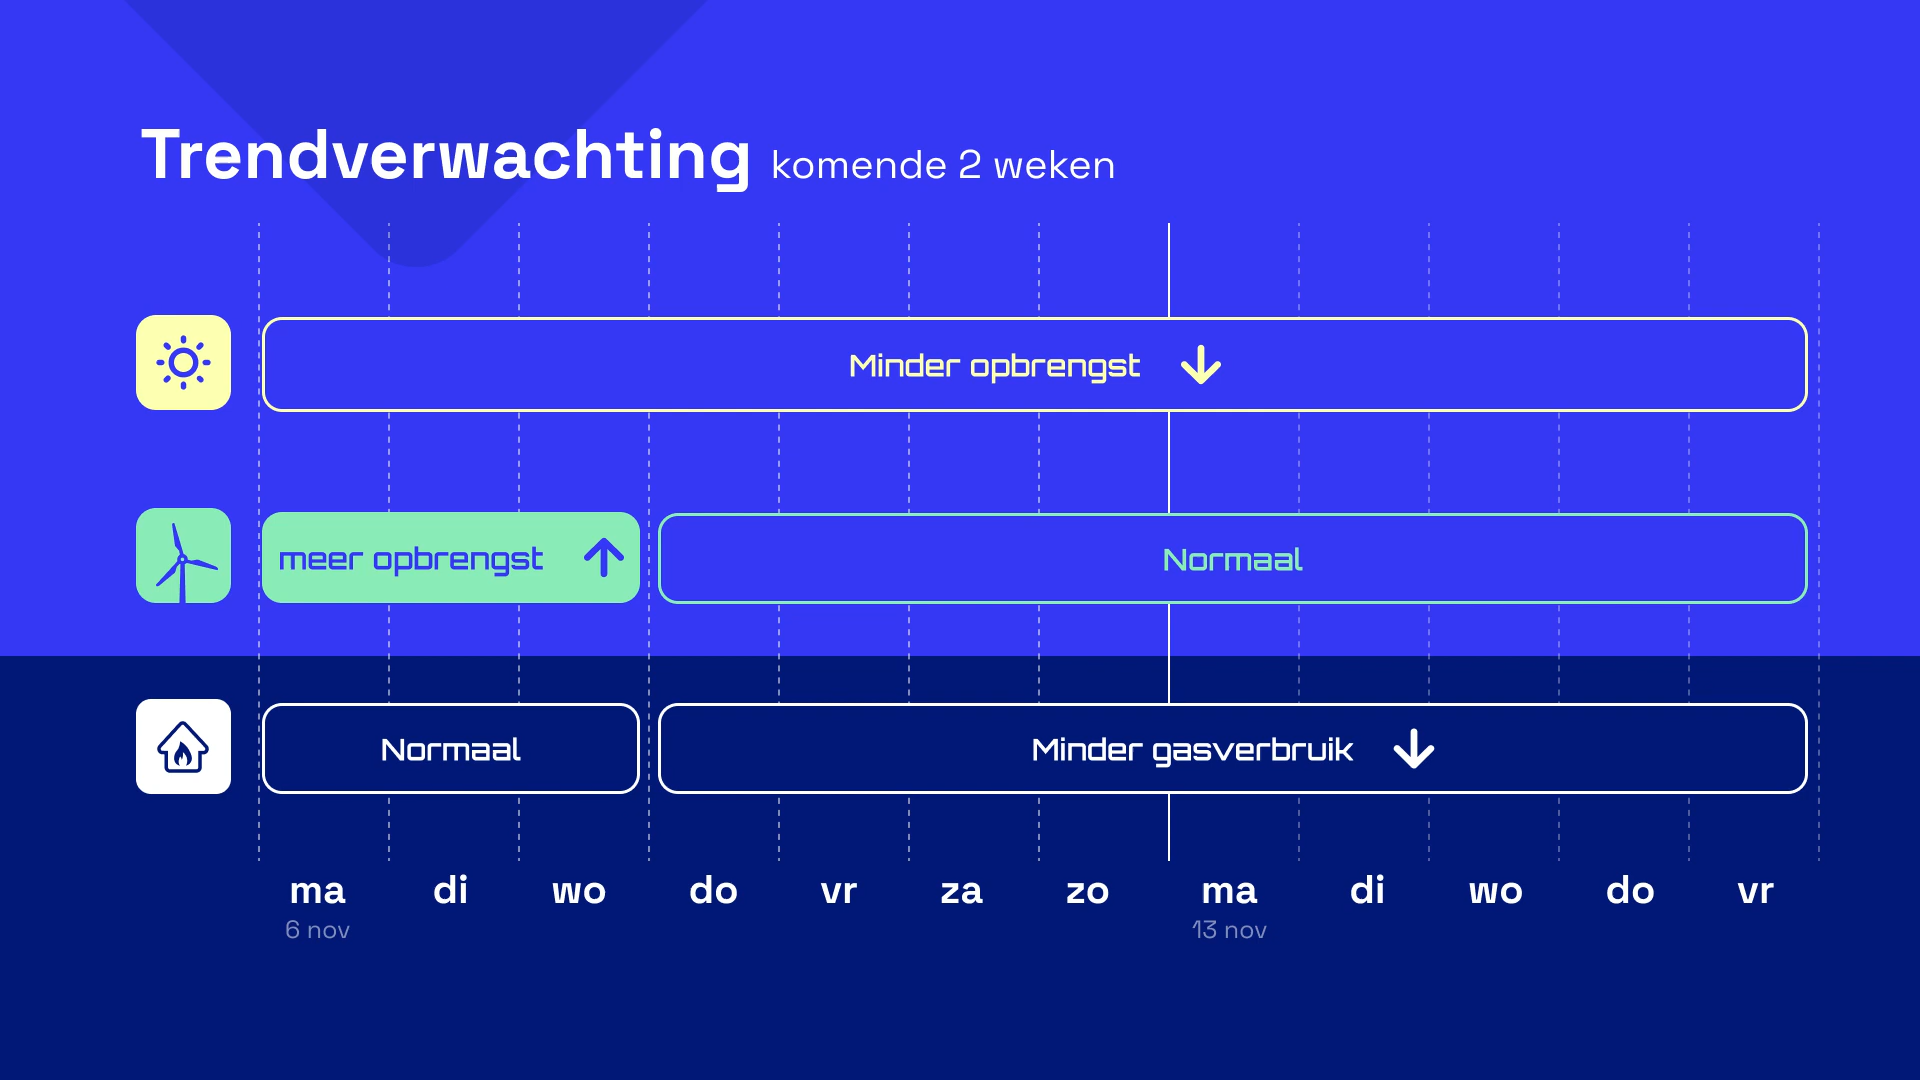 Trendverwachting komende 2 weken
Minder opbrengst
meer opbrengst
Normaal
Normaal
Minder gasverbruik
ma di wo do vr za zo ma di wo do vr
6 nov 13 nov